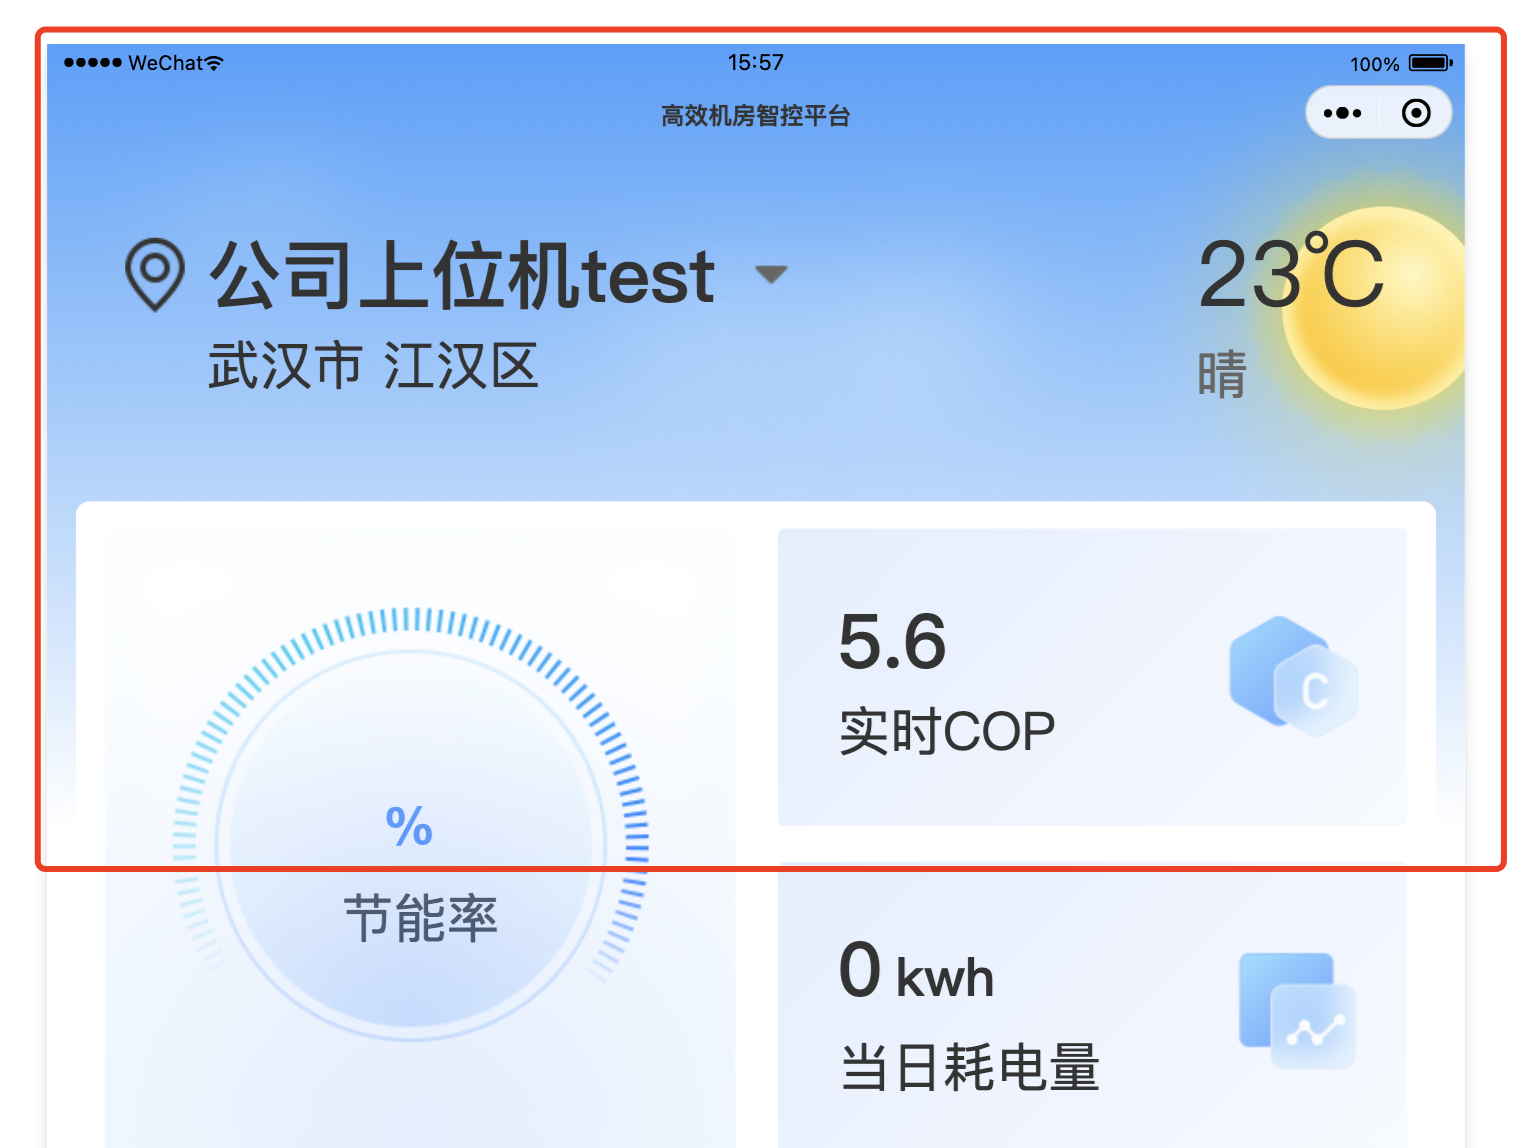 WeChat 15:57 100%
高效机房智控平台
公司上位机test
武汉市 江汉区
23℃
晴
5.6
实时COP
C
%
节能率
0 kwh
当日耗电量